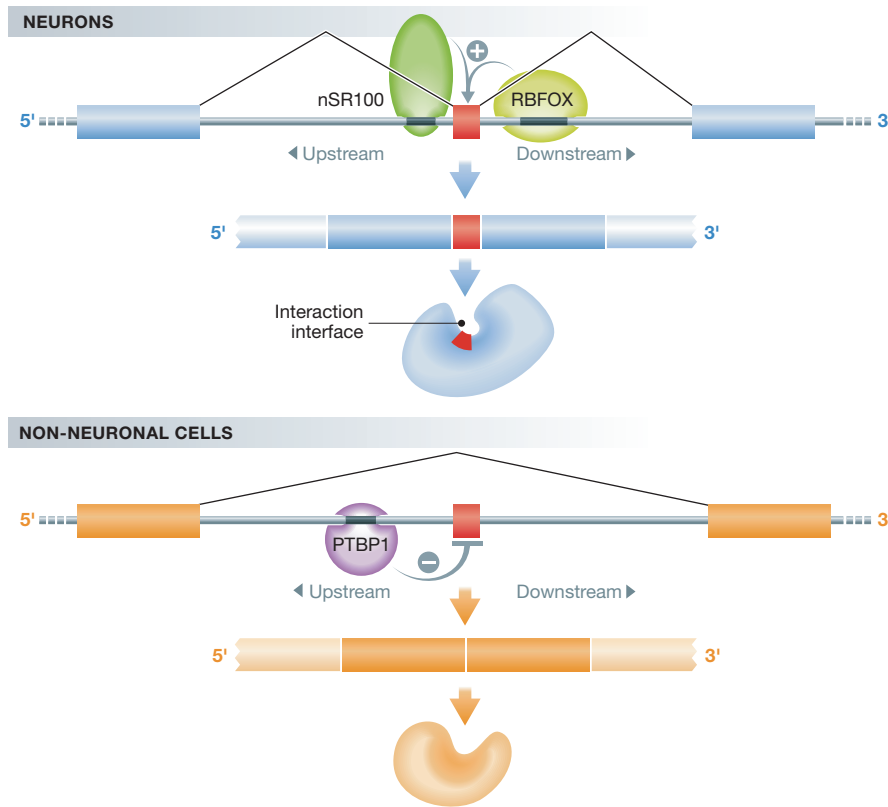 NEURONS
nSR100
+
RBFOX
5'
3
Upstream
Downstream
5'
3'
Interaction
interface
NON-NEURONAL CELLS
5'
3
PTBP1
−
Upstream
Downstream
5'
3'